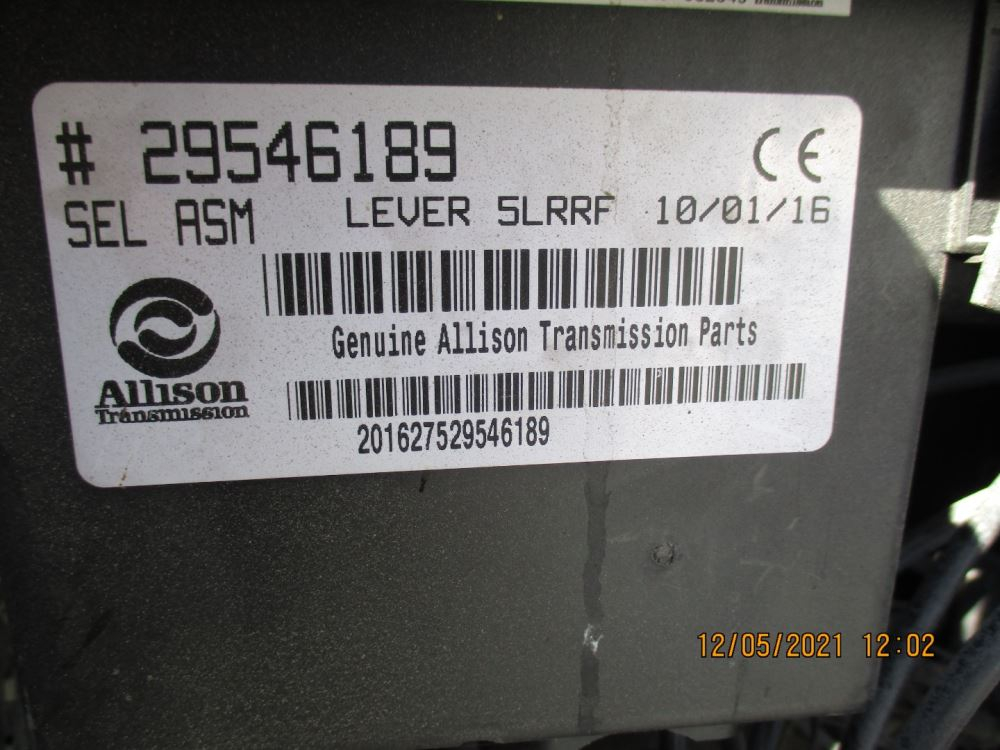 # 29546189
CE
SEL ASM LEVER 5LRRF 10/01/16
Genuine Allison Transmission Parts
Allison
Transmission
201627529546189
12/05/2021 12:02